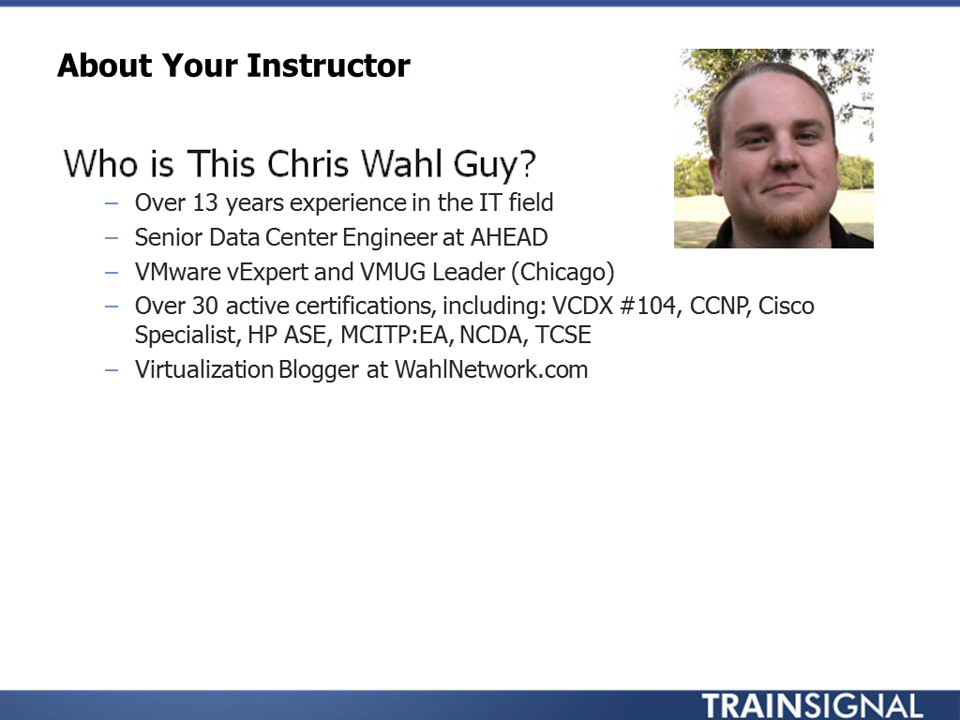 About Your Instructor
Who is This Chris Wahl Guy?
– Over 13 years experience in the IT field
– Senior Data Center Engineer at AHEAD
– VMware vExpert and VMUG Leader (Chicago)
– Over 30 active certifications, including: VCDX #104, CCNP, Cisco
Specialist, HP ASE, MCITP:EA, NCDA, TCSE
– Virtualization Blogger at WahlNetwork.com
TRAINSIGNAL